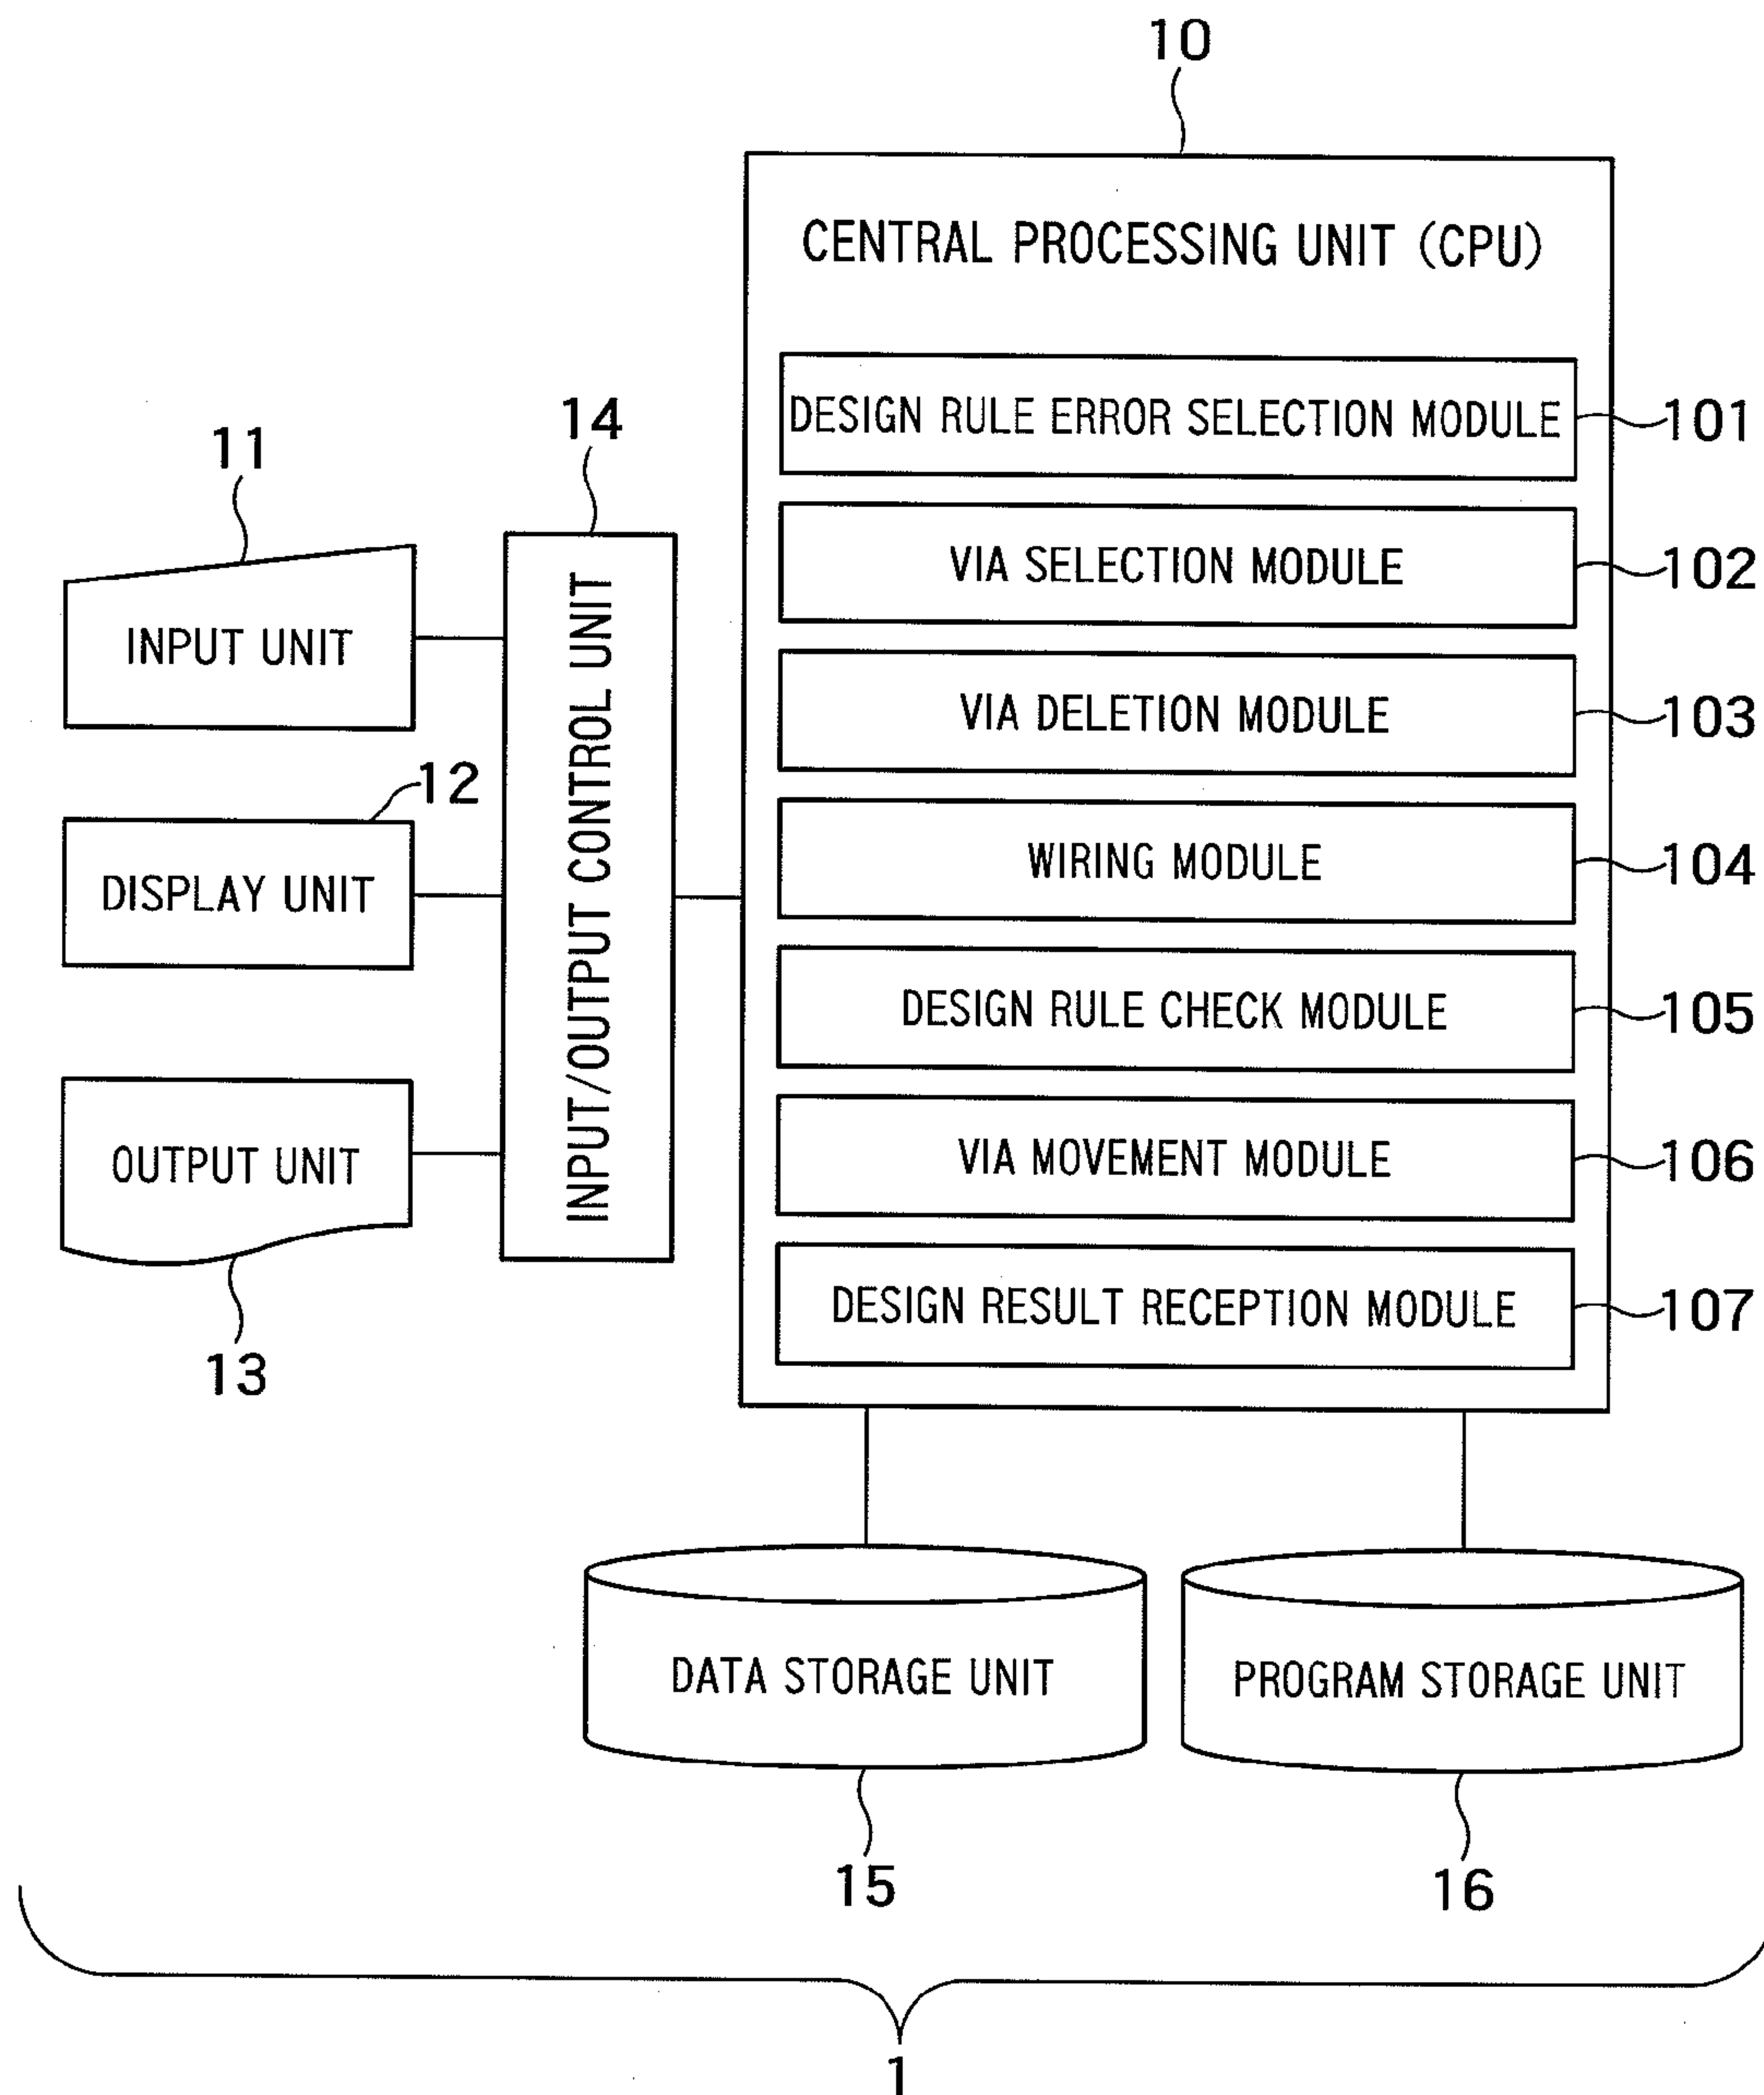 10
CENTRAL PROCESSING UNIT (CPU)
DESIGN RULE ERROR SELECTION MODULE
101
VIA SELECTION MODULE
102
VIA DELETION MODULE
103
WIRING MODULE
104
DESIGN RULE CHECK MODULE
105
VIA MOVEMENT MODULE
106
DESIGN RESULT RECEPTION MODULE
107
14
INPUT/OUTPUT CONTROL UNIT
11
INPUT UNIT
12
DISPLAY UNIT
OUTPUT UNIT
13
DATA STORAGE UNIT
15
PROGRAM STORAGE UNIT
16
1